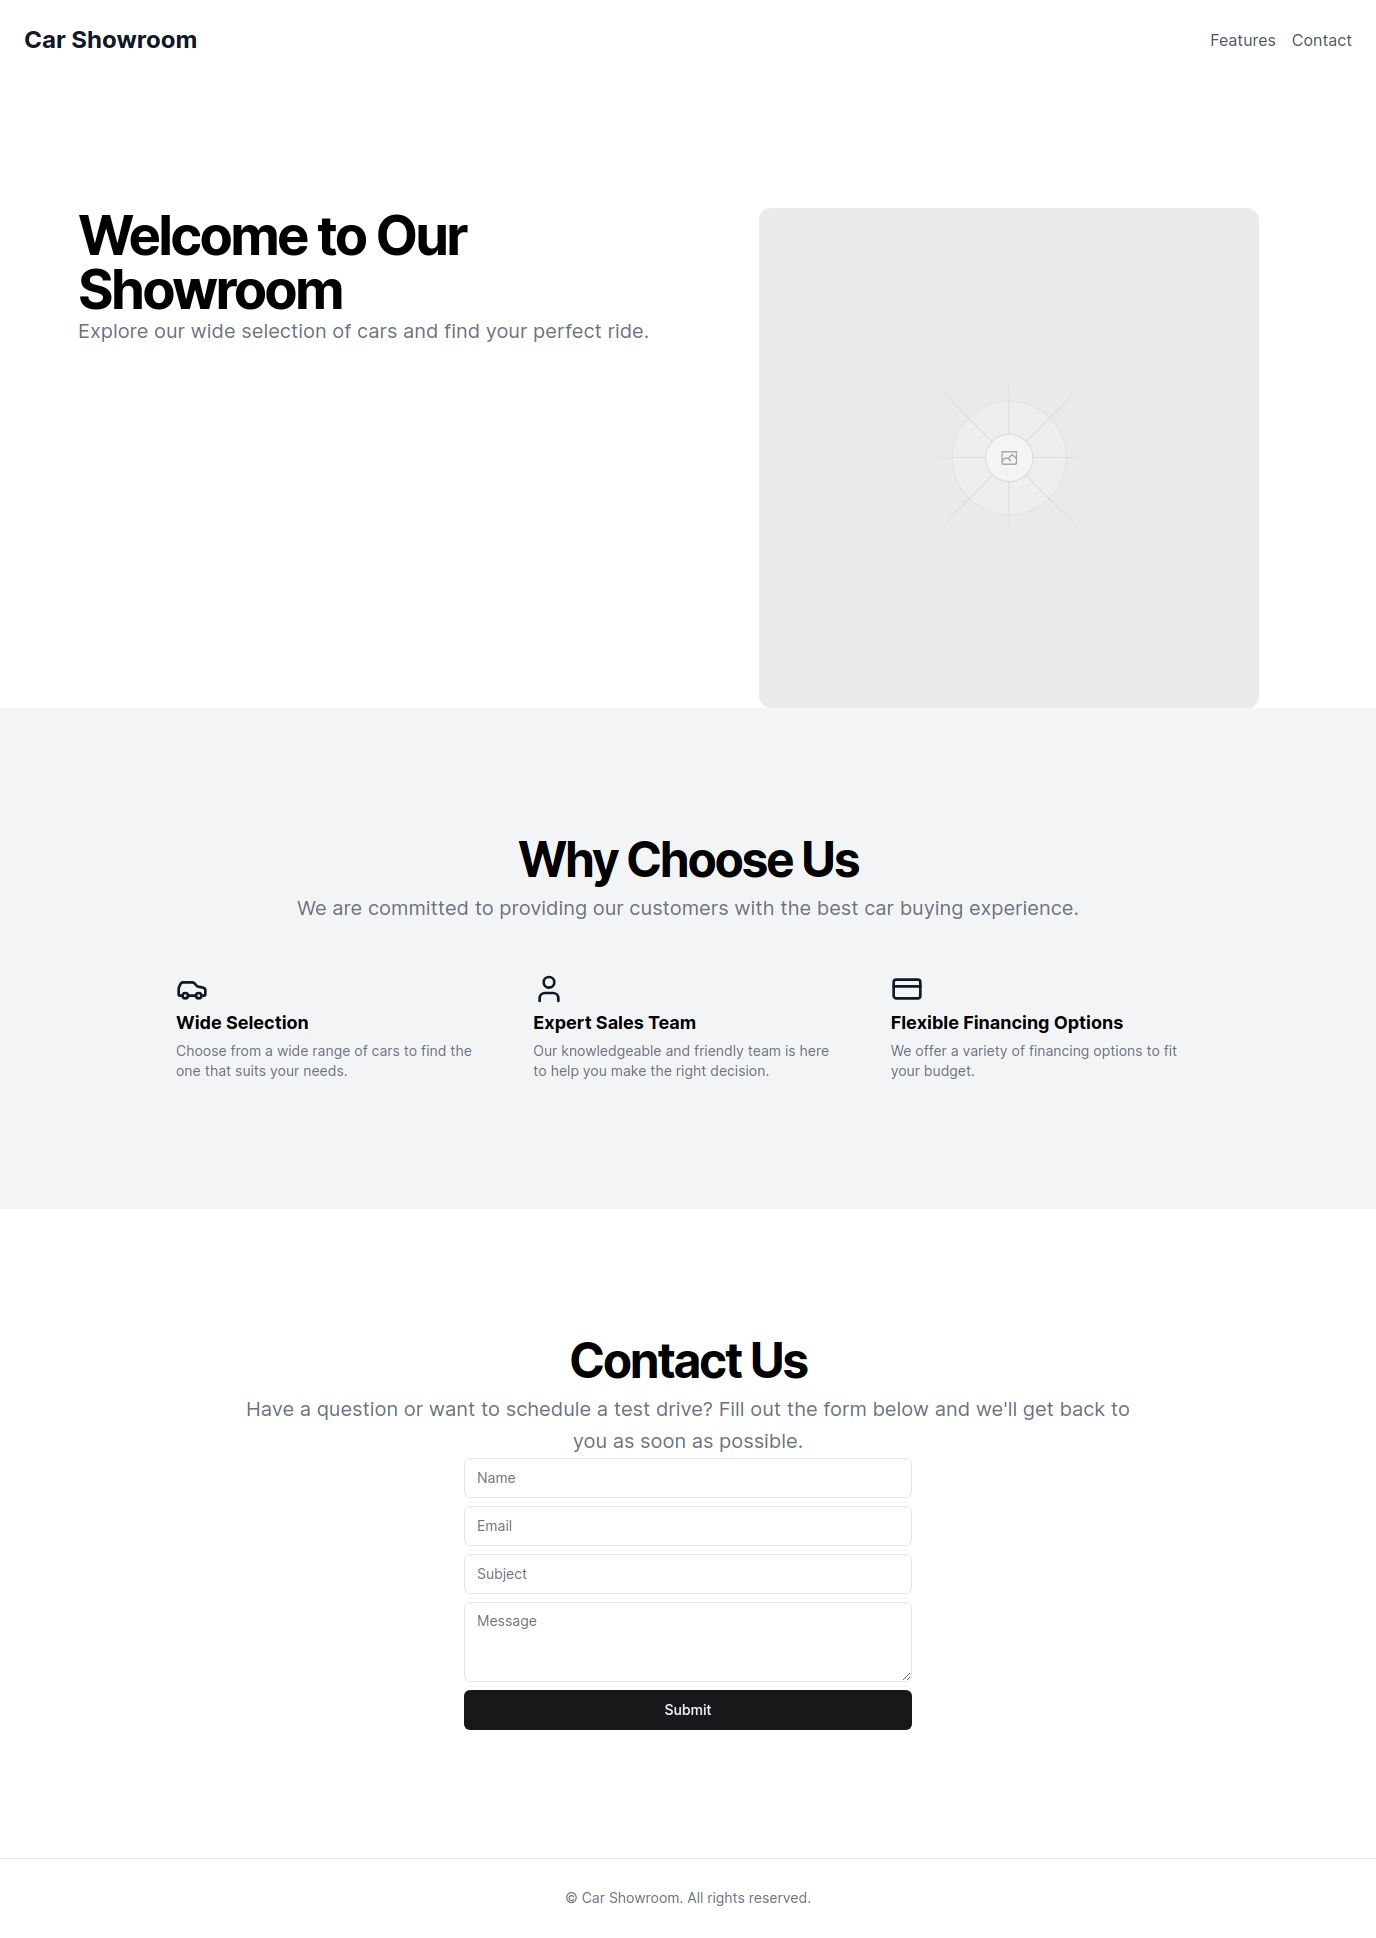 Car Showroom
Features
Contact
Welcome to Our
Showroom
Explore our wide selection of cars and find your perfect ride.
Why Choose Us
We are committed to providing our customers with the best car buying experience.
Wide Selection
Choose from a wide range of cars to find the
one that suits your needs.
Expert Sales Team
Our knowledgeable and friendly team is here
to help you make the right decision.
Flexible Financing Options
We offer a variety of financing options to fit
your budget.
Contact Us
Have a question or want to schedule a test drive? Fill out the form below and we'll get back to
you as soon as possible.
Name
Email
Subject
Message
Submit
© Car Showroom. All rights reserved.